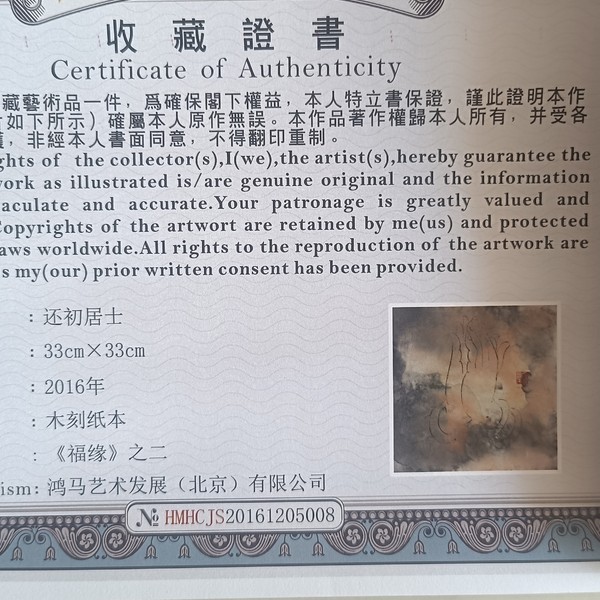 收藏證書
Certificate of Authenticity
藏藝術品一件，爲確保閣下權益，本人特立書保證，謹此證明本作
如下所示）確屬本人原作無誤。本作品著作權歸本人所有，并受各
，非經本人書面同意，不得翻印重制。
ghts of the collector(s),I(we),the artist(s),hereby guarantee the
work as illustrated is/are genuine original and the information
aculate and accurate.Your patronage is greatly valued and
Copyrights of the artwort are retained by me(us) and protected
aws worldwide.All rights to the reproduction of the artwork are
s my(our) prior written consent has been provided.
：还初居士
：33cm×33cm
：2016年
：木刻纸本
：《福缘》之二
ism：鸿马艺术发展（北京）有限公司
№ HMHCJS20161205008